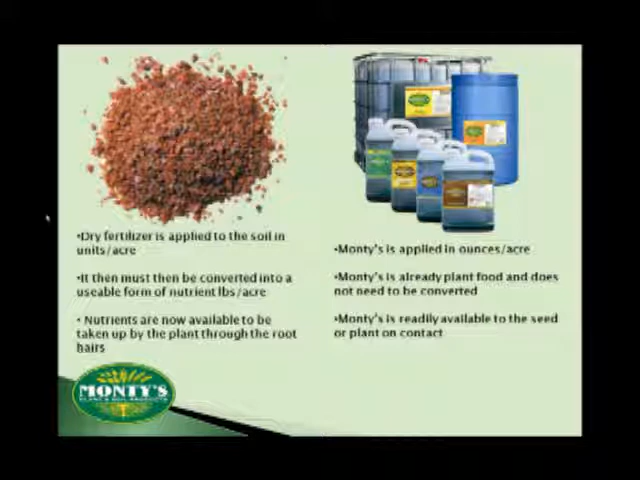 •Dry fertilizer is applied to the soil in
units/acre
•It then must then be converted into a
useable form of nutrient lbs/acre
• Nutrients are now available to be
taken up by the plant through the root
hairs
•Monty's is applied in ounces/acre
•Monty's is already plant food and does
not need to be converted
•Monty's is readily available to the seed
or plant on contact
MONTY'S
PLANT & SOIL PRODUCTS